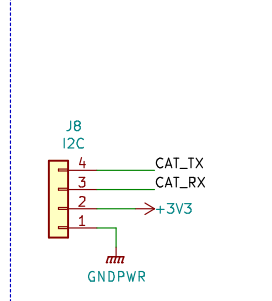 J8
I2C
4 CAT_TX
3 CAT_RX
2 +3V3
1
GNDPWR